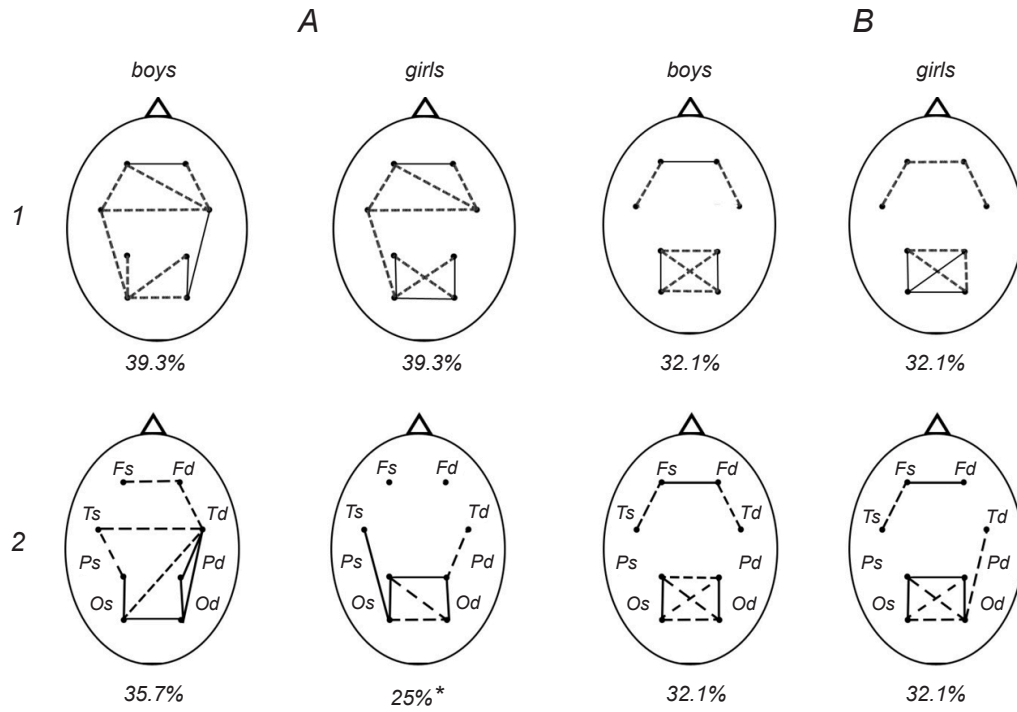 A B
boys girls boys girls
1
39.3% 39.3% 32.1% 32.1%
Fs Fd Fs Fd Fs Fd Fs Fd
Ts Td Ts Td Ts Td Ts Td
2
Ps Pd Ps Pd Ps Pd Ps Pd
Os Od Os Od Os Od Os Od
35.7% 25%* 32.1% 32.1%